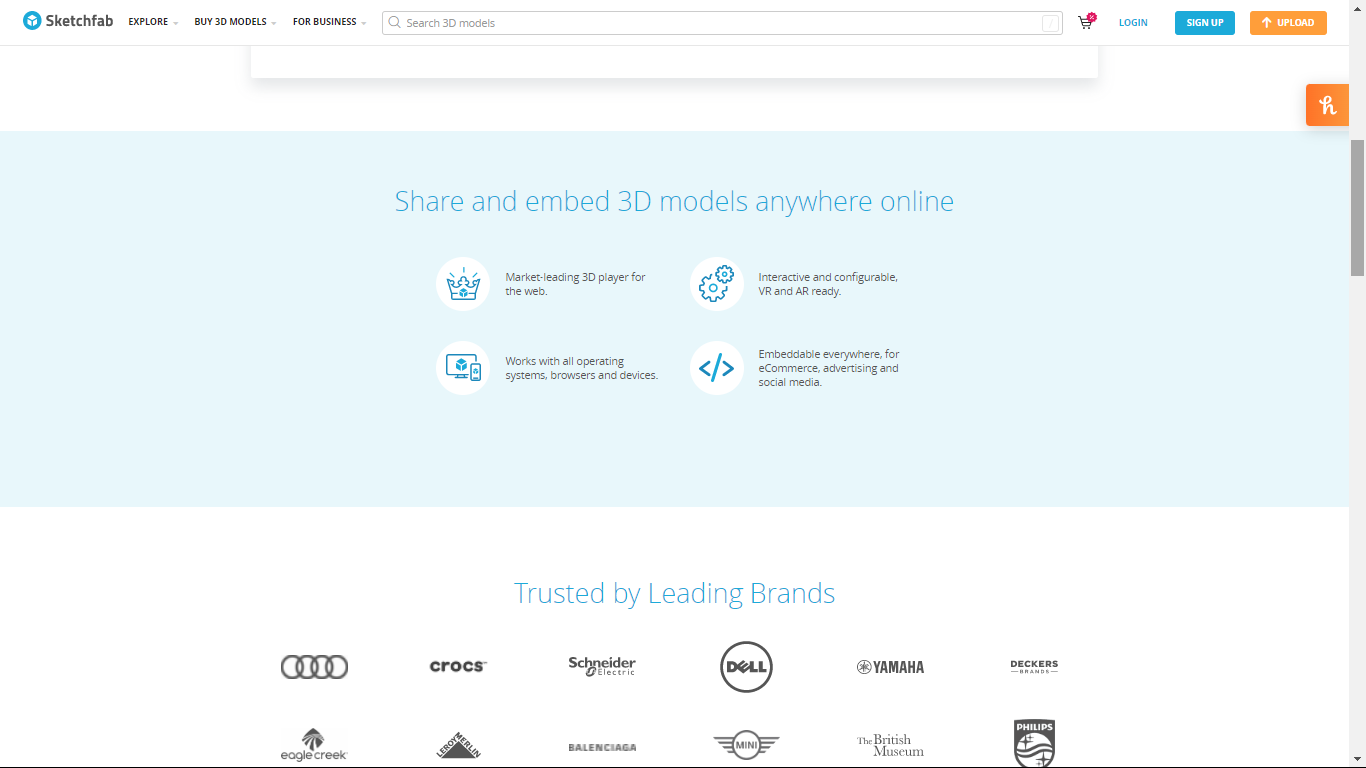 Sketchfab EXPLORE BUY 3D MODELS FOR BUSINESS Search 3D models / % LOGIN SIGN UP UPLOAD
h
Share and embed 3D models anywhere online
Market-leading 3D player for
the web.
Interactive and configurable,
VR and AR ready.
Works with all operating
systems, browsers and devices.
Embeddable everywhere, for
eCommerce, advertising and
social media.
Trusted by Leading Brands
crocs™
Schneider
Electric
DELL
YAMAHA
DECKERS
BRANDS
eagle creek
LEROY MERLIN
BALENCIAGA
MINI
The British
Museum
PHILIPS